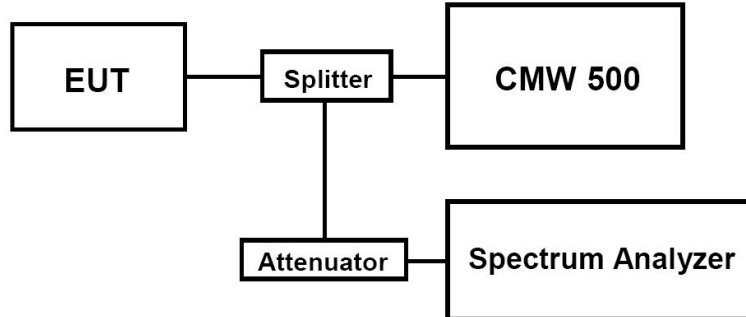 EUT
Splitter
CMW 500
Attenuator
Spectrum Analyzer